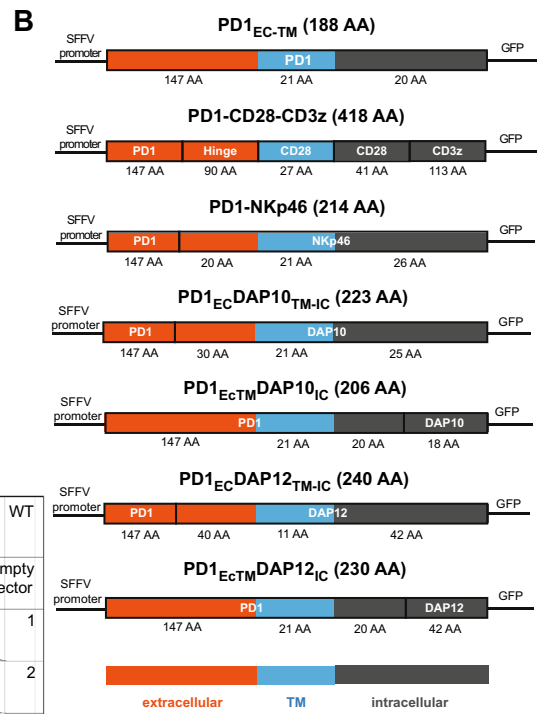 B
PD1EC-TM (188 AA)
SFFV
promoter
PD1
GFP
147 AA 21 AA 20 AA
PD1-CD28-CD3z (418 AA)
SFFV
promoter
PD1 Hinge CD28 CD28 CD3z
GFP
147 AA 90 AA 27 AA 41 AA 113 AA
PD1-NKp46 (214 AA)
SFFV
promoter
PD1 NKp46
GFP
147 AA 20 AA 21 AA 26 AA
PD1ECDAP10TM-IC (223 AA)
SFFV
promoter
PD1 DAP10
GFP
147 AA 30 AA 21 AA 25 AA
PD1EcTMDAP10IC (206 AA)
SFFV
promoter
PD1 DAP10
GFP
147 AA 21 AA 20 AA 18 AA
PD1ECDAP12TM-IC (240 AA)
SFFV
promoter
PD1 DAP12
GFP
147 AA 40 AA 11 AA 42 AA
PD1EcTMDAP12IC (230 AA)
SFFV
promoter
PD1 DAP12
GFP
147 AA 21 AA 20 AA 42 AA
extracellular TM intracellular
WT
mpty
ector
1
2